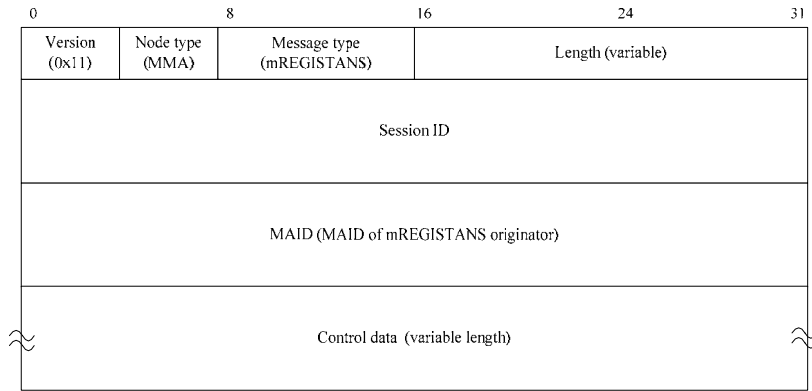 0 8 16 24 31
Version Node type Message type Length (variable)
(0x11) (MMA) (mREGISTANS)
Session ID
MAID (MAID of mREGISTANS originator)
Control data (variable length)